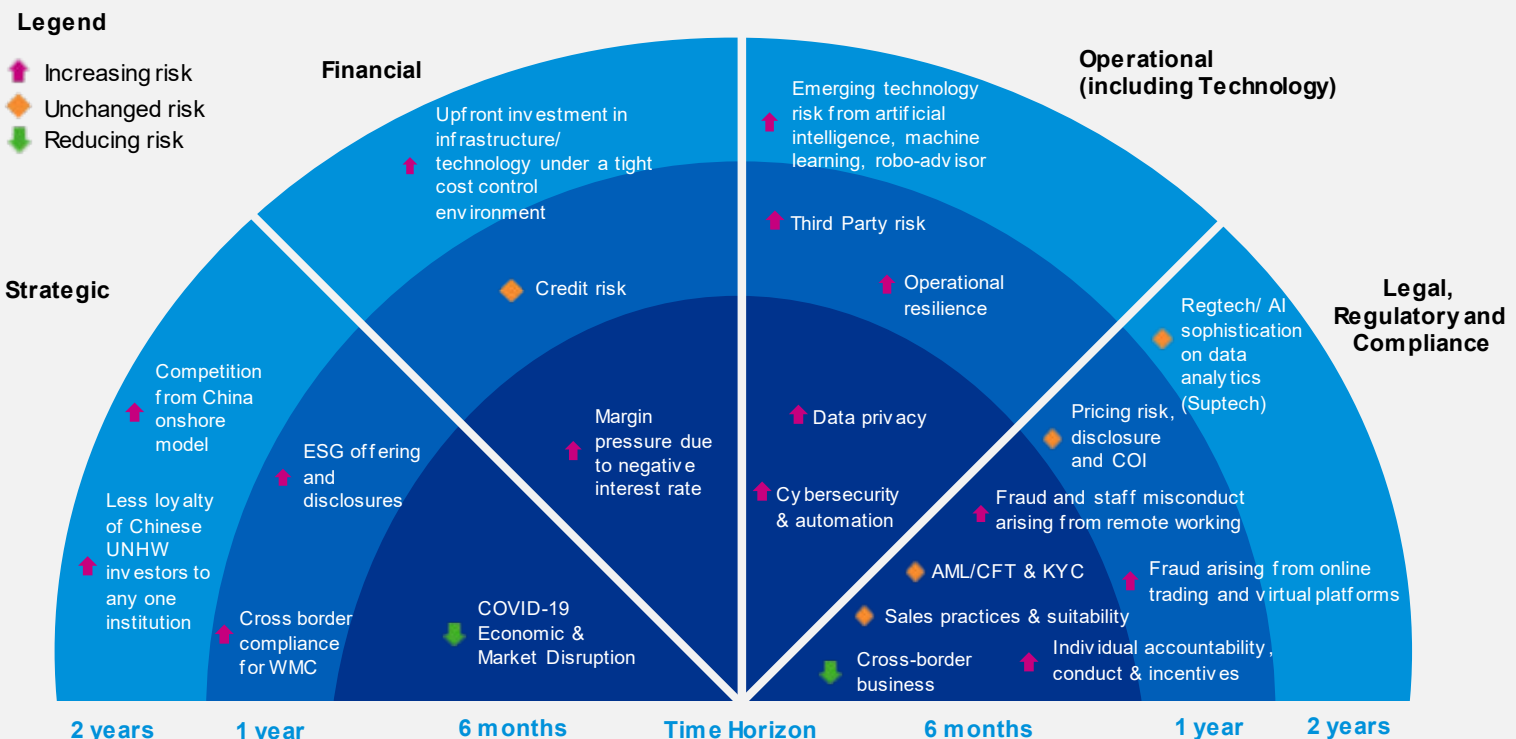 Legend
Increasing risk
Unchanged risk
Reducing risk
Financial
Operational
(including Technology)
Strategic
Legal,
Regulatory and
Compliance
Upfront investment in
infrastructure/
technology under a tight
cost control
environment
Credit risk
Margin
pressure due
to negative
interest rate
Emerging technology
risk from artificial
intelligence, machine
learning, robo-advisor
Third Party risk
Operational
resilience
Data privacy
Cybersecurity
& automation
Competition
from China
onshore
model
Less loyalty
of Chinese
UNHW
investors to
any one
institution
ESG offering
and
disclosures
Cross border
compliance
for WMC
COVID-19
Economic &
Market Disruption
Regtech/ AI
sophistication
on data
analytics
(Suptech)
Pricing risk,
disclosure
and COI
Fraud and staff misconduct
arising from remote working
AML/CFT & KYC
Fraud arising from online
trading and virtual platforms
Sales practices & suitability
Cross-border
business
Individual accountability,
conduct & incentives
2 years
1 year
6 months
Time Horizon
6 months
1 year
2 years